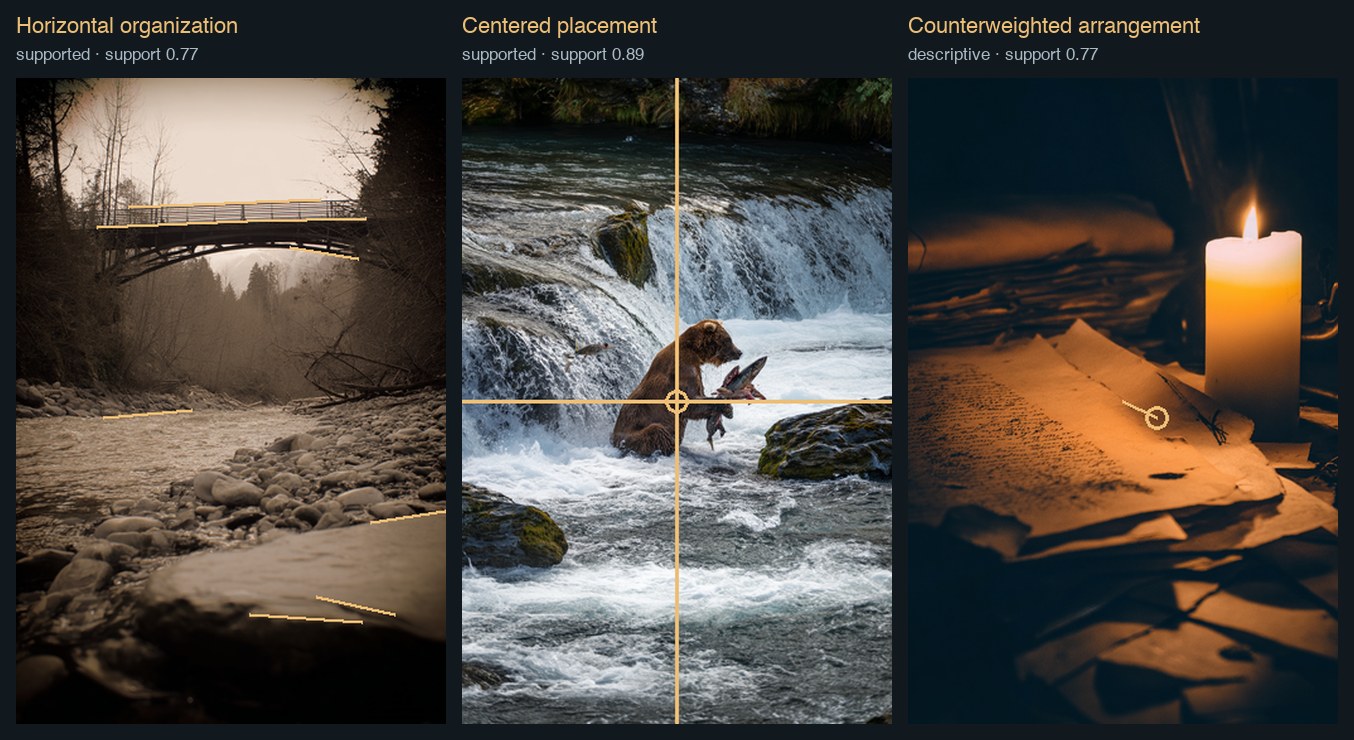 Horizontal organization
supported · support 0.77
Centered placement
supported · support 0.89
Counterweighted arrangement
descriptive · support 0.77